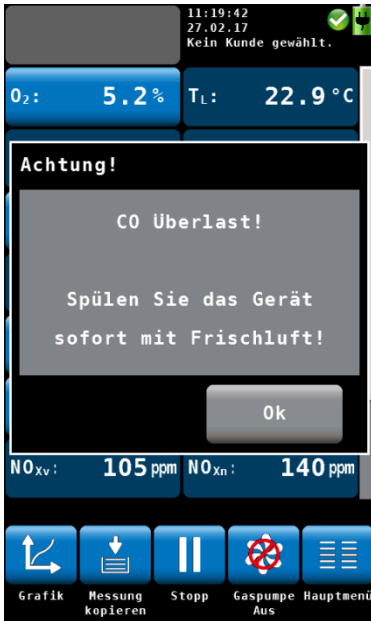 11:19:42
27.02.17
Kein Kunde gewählt.
O₂: 5.2 % Tʟ: 22.9 °C
Achtung!
CO Überlast!
Spülen Sie das Gerät
sofort mit Frischluft!
Ok
NOxv: 105 ppm NOxn: 140 ppm
Grafik Messung kopieren Stopp Gaspumpe Aus Hauptmenü